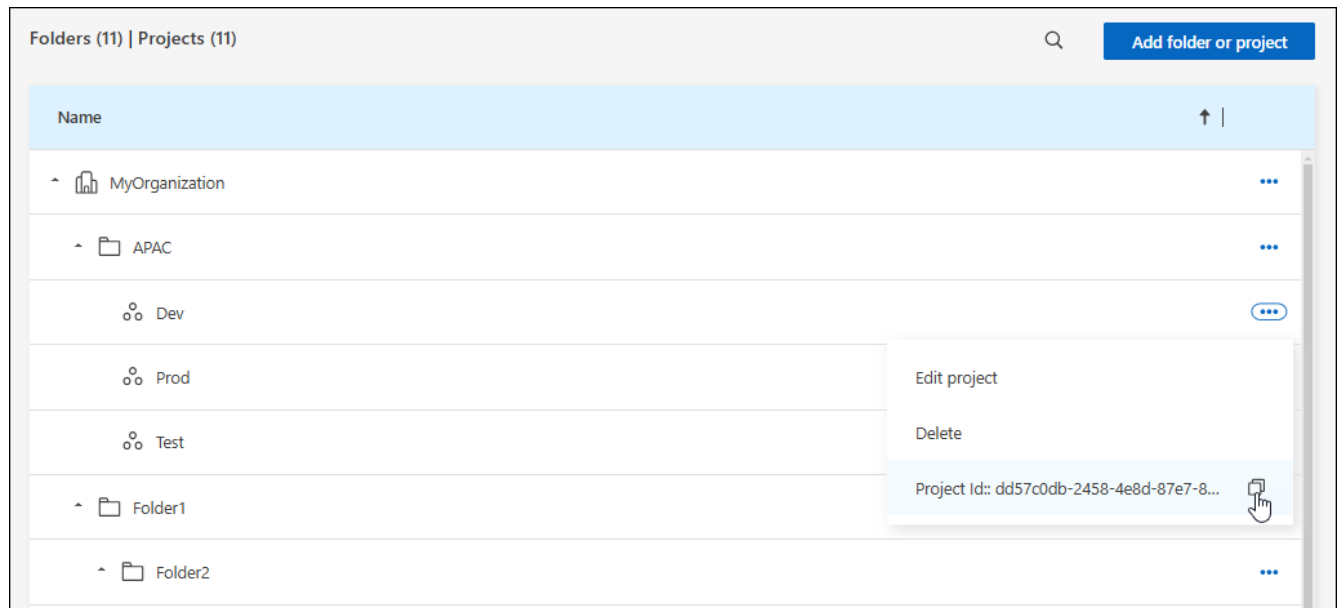 Folders (11) | Projects (11)
Add folder or project
Name
MyOrganization
APAC
Dev
Prod
Edit project
Delete
Test
Project Id:: dd57c0db-2458-4e8d-87e7-8...
Folder1
Folder2